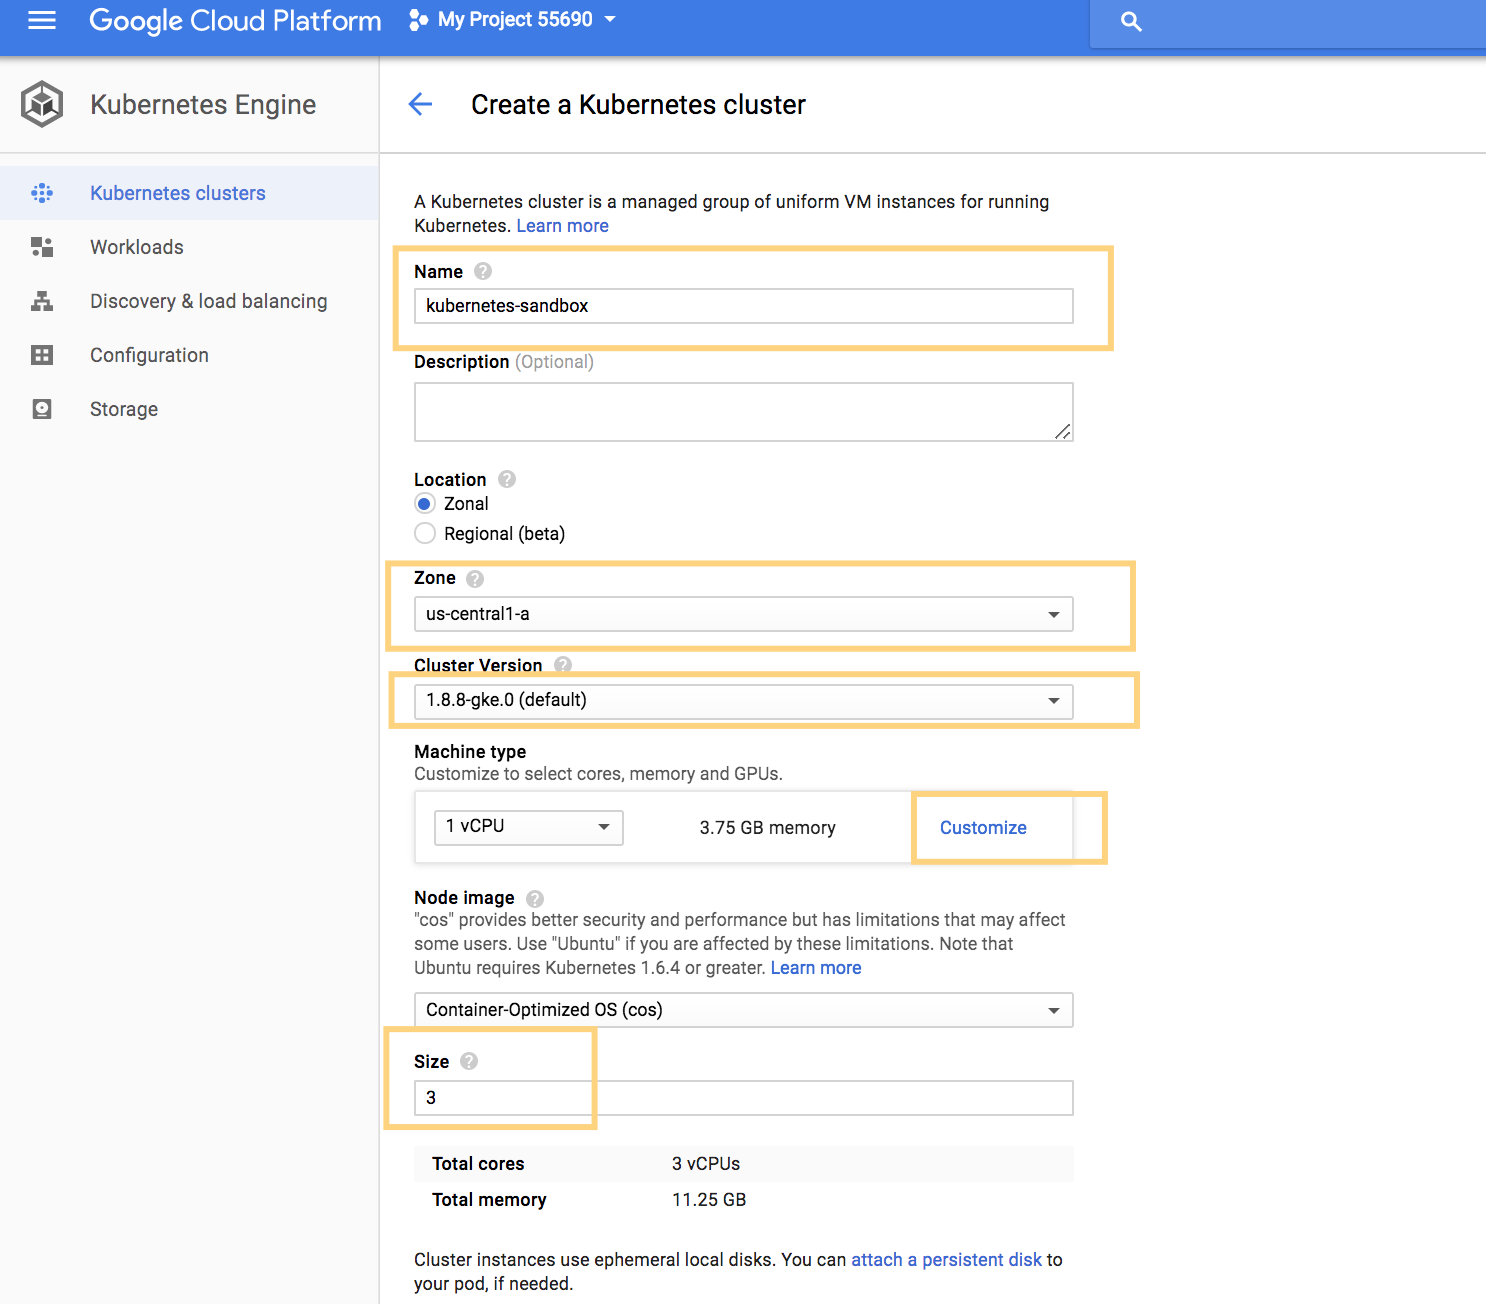 Google Cloud Platform My Project 55690
Kubernetes Engine
Create a Kubernetes cluster
Kubernetes clusters
Workloads
Discovery & load balancing
Configuration
Storage
A Kubernetes cluster is a managed group of uniform VM instances for running
Kubernetes. Learn more
Name ?
kubernetes-sandbox
Description (Optional)
Location ?
Zonal
Regional (beta)
Zone ?
us-central1-a
Cluster Version ?
1.8.8-gke.0 (default)
Machine type
Customize to select cores, memory and GPUs.
1 vCPU 3.75 GB memory Customize
Node image ?
"cos" provides better security and performance but has limitations that may affect
some users. Use "Ubuntu" if you are affected by these limitations. Note that
Ubuntu requires Kubernetes 1.6.4 or greater. Learn more
Container-Optimized OS (cos)
Size ?
3
Total cores 3 vCPUs
Total memory 11.25 GB
Cluster instances use ephemeral local disks. You can attach a persistent disk to
your pod, if needed.